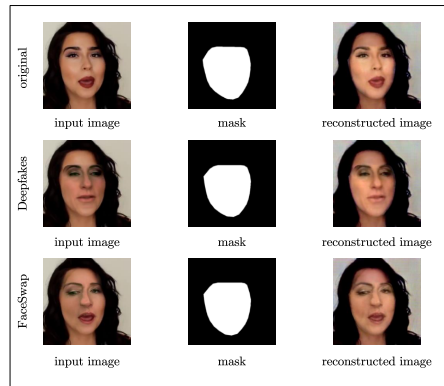 original
input image
mask
reconstructed image
Deepfakes
input image
mask
reconstructed image
FaceSwap
input image
mask
reconstructed image